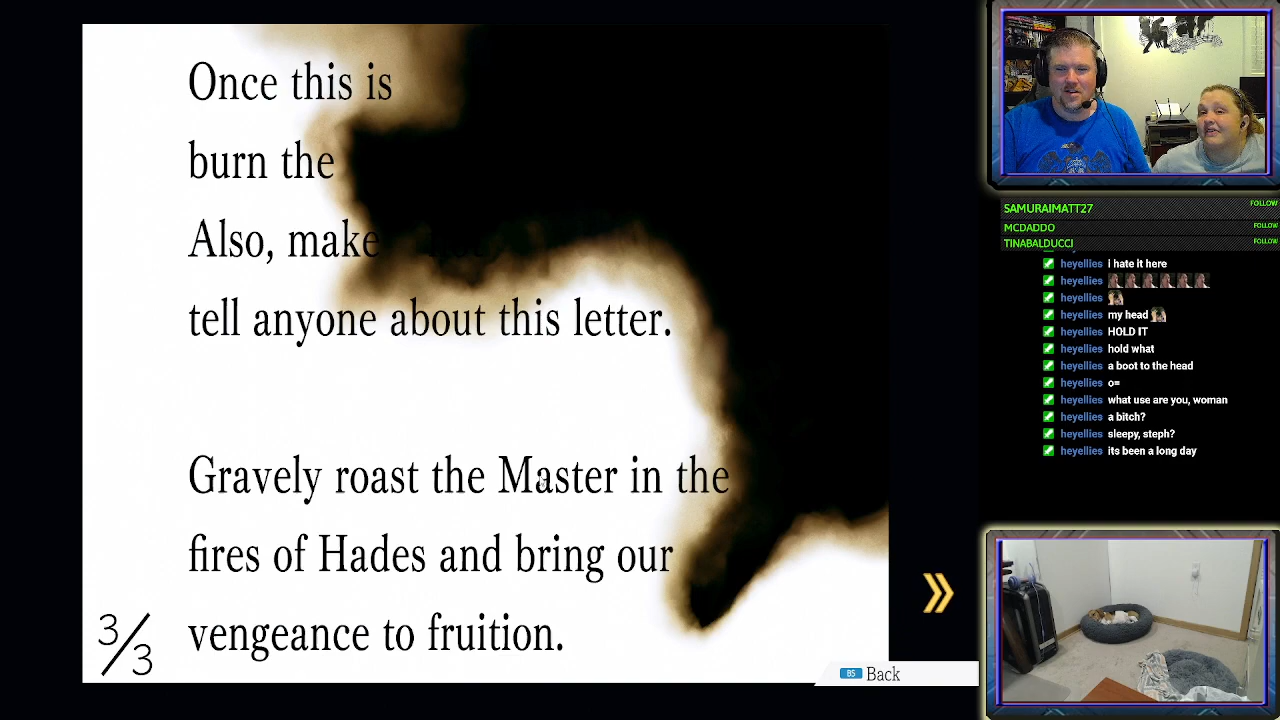 Once this is
burn the
Also, make
tell anyone about this letter.
Gravely roast the Master in the
fires of Hades and bring our
vengeance to fruition.
3/3
BS Back
SAMURAIMATT27 FOLLOW
MCDADDO FOLLOW
TINABALDUCCI FOLLOW
heyellies i hate it here
heyellies
heyellies
heyellies my head
heyellies HOLD IT
heyellies hold what
heyellies a boot to the head
heyellies o=
heyellies what use are you, woman
heyellies a bitch?
heyellies sleepy, steph?
heyellies its been a long day